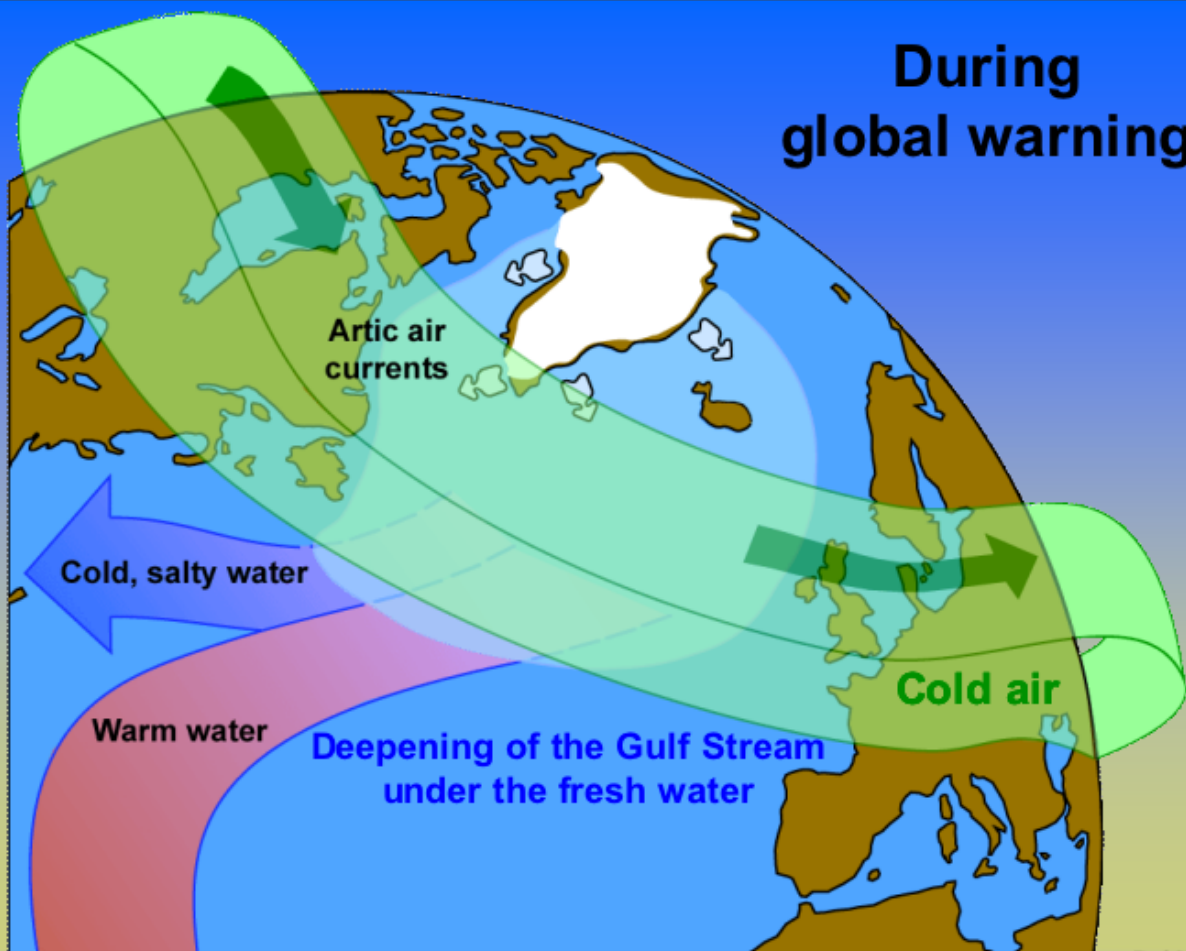 During
global warning
Artic air
currents
Cold, salty water
Warm water
Cold air
Deepening of the Gulf Stream
under the fresh water